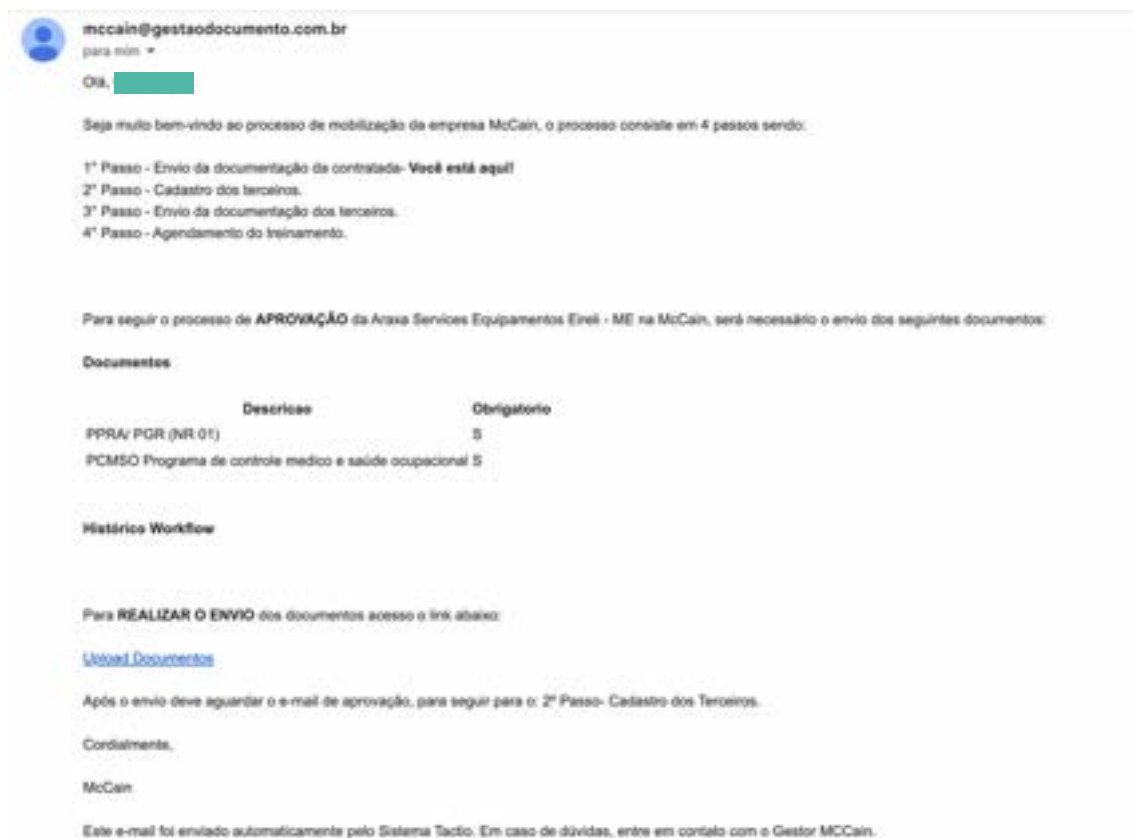 mccain@gestaodocumento.com.br
para mim
Olá,
Seja muito bem-vindo ao processo de mobilização da empresa McCain, o processo consiste em 4 passos sendo:
1° Passo - Envio da documentação da contratada- Você está aqui!
2° Passo - Cadastro dos terceiros.
3° Passo - Envio da documentação dos terceiros.
4° Passo - Agendamento do treinamento.
Para seguir o processo de APROVAÇÃO da Araxa Services Equipamentos Eireli - ME na McCain, será necessário o envio dos seguintes documentos:
Documentos
Descricao Obrigatorio
PPRA/ PGR (NR 01) S
PCMSO Programa de controle medico e saúde ocupacional S
Histórico Workflow
Para REALIZAR O ENVIO dos documentos acesso o link abaixo:
Upload Documentos
Após o envio deve aguardar o e-mail de aprovação, para seguir para o: 2º Passo- Cadastro dos Terceiros.
Cordialmente,
McCain
Este e-mail foi enviado automaticamente pelo Sistema Tactio. Em caso de dúvidas, entre em contato com o Gestor MCCain.